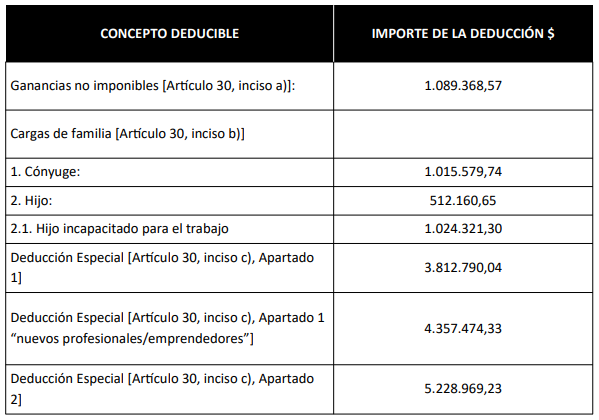 CONCEPTO DEDUCIBLE
IMPORTE DE LA DEDUCCIÓN $
Ganancias no imponibles [Artículo 30, inciso a)]:
1.089.368,57
Cargas de familia [Artículo 30, inciso b)]
1. Cónyuge:
1.015.579,74
2. Hijo:
512.160,65
2.1. Hijo incapacitado para el trabajo
1.024.321,30
Deducción Especial [Artículo 30, inciso c), Apartado
1]
3.812.790,04
Deducción Especial [Artículo 30, inciso c), Apartado 1
“nuevos profesionales/emprendedores”]
4.357.474,33
Deducción Especial [Artículo 30, inciso c), Apartado
2]
5.228.969,23